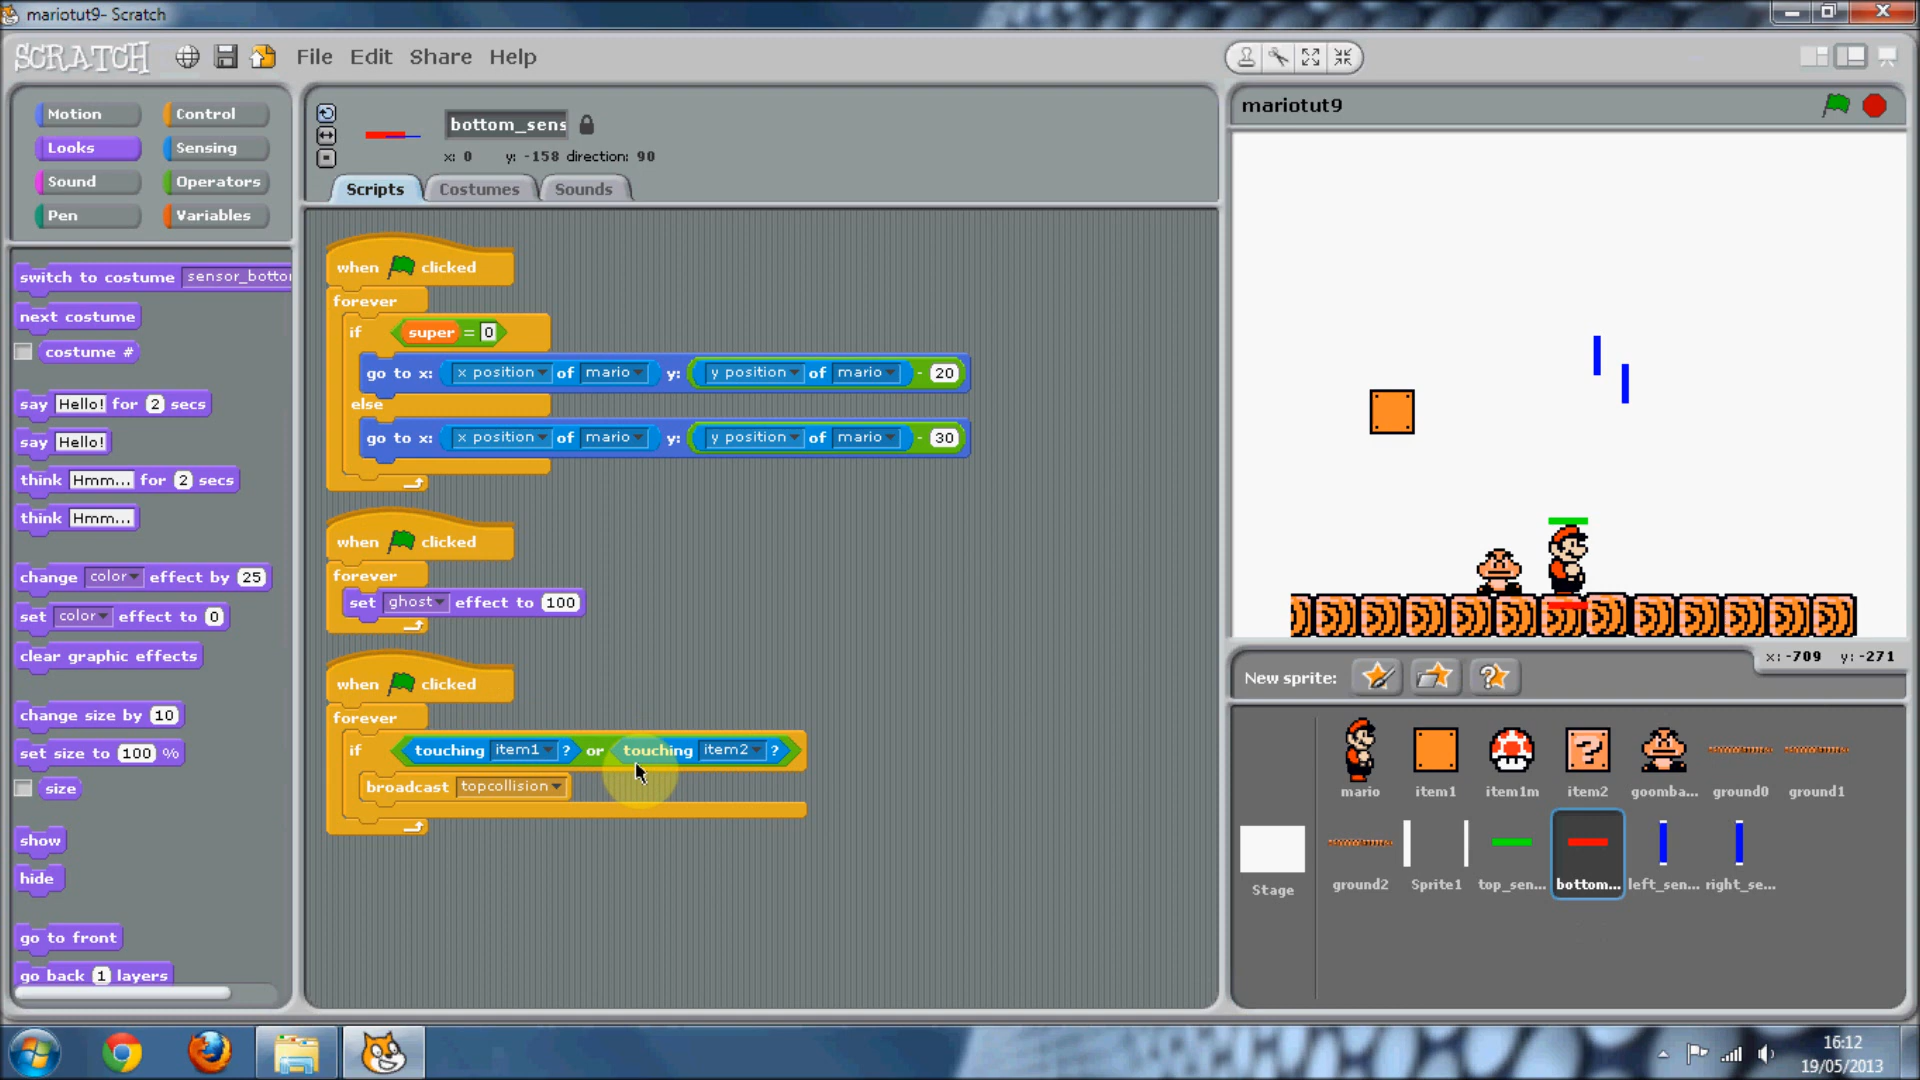 mariotut9- Scratch
SCRATCH File Edit Share Help
Motion Control
Looks Sensing
Sound Operators
Pen Variables
switch to costume sensor_bottor
next costume
costume #
say Hello! for 2 secs
say Hello!
think Hmm... for 2 secs
think Hmm...
change color effect by 25
set color effect to 0
clear graphic effects
change size by 10
set size to 100 %
size
show
hide
go to front
go back 1 layers
bottom_sens
x: 0 y: -158 direction: 90
Scripts Costumes Sounds
when clicked
forever
if super = 0
go to x: x position of mario y: y position of mario - 20
else
go to x: x position of mario y: y position of mario - 30
when clicked
forever
set ghost effect to 100
when clicked
forever
if touching item1 ? or touching item2 ?
broadcast topcollision
mariotut9
x: -709 y: -271
New sprite:
mario item1 item1m item2 goomba... ground0 ground1
Stage ground2 Sprite1 top_sen... bottom... left_sen... right_se...
16:12
19/05/2013